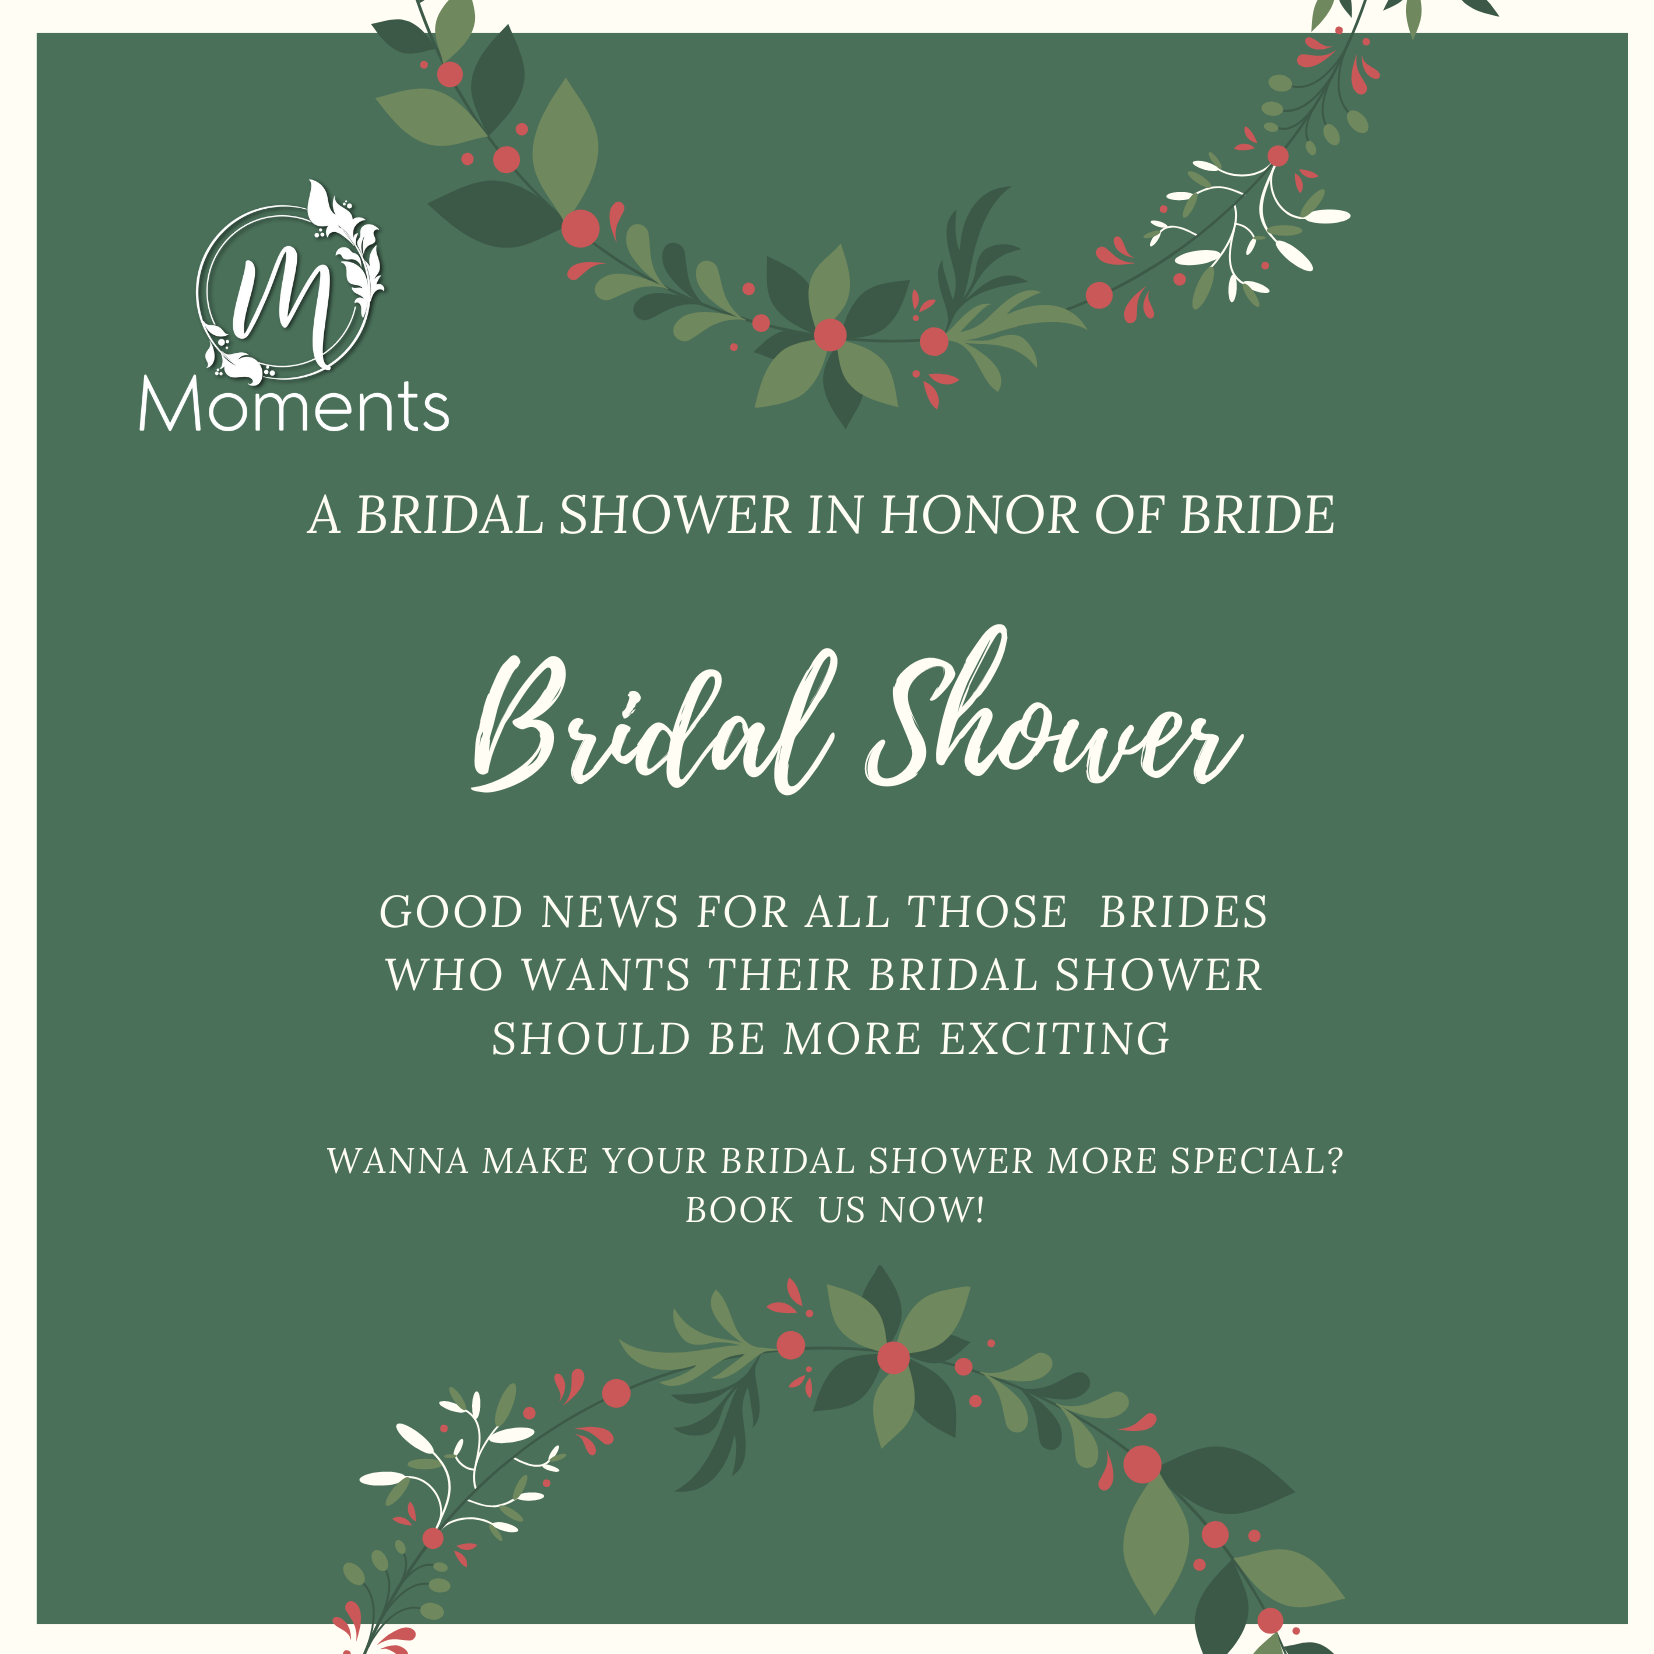 M
Moments
A BRIDAL SHOWER IN HONOR OF BRIDE
Bridal Shower
GOOD NEWS FOR ALL THOSE  BRIDES
WHO WANTS THEIR BRIDAL SHOWER
SHOULD BE MORE EXCITING
WANNA MAKE YOUR BRIDAL SHOWER MORE SPECIAL?
BOOK  US NOW!